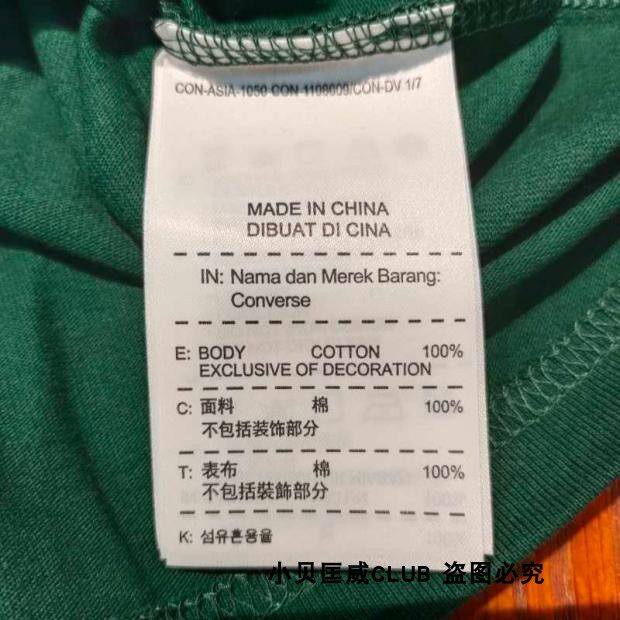 CON-ASIA-1050 CON 1108009/CON-DV 1/7
MADE IN CHINA
DIBUAT DI CINA
IN: Nama dan Merek Barang:
Converse
E: BODY COTTON 100%
EXCLUSIVE OF DECORATION
C: 面料 棉 100%
不包括装饰部分
T: 表布 棉 100%
不包括裝飾部分
K: 섬유혼용율
小贝匡威CLUB 盗图必究